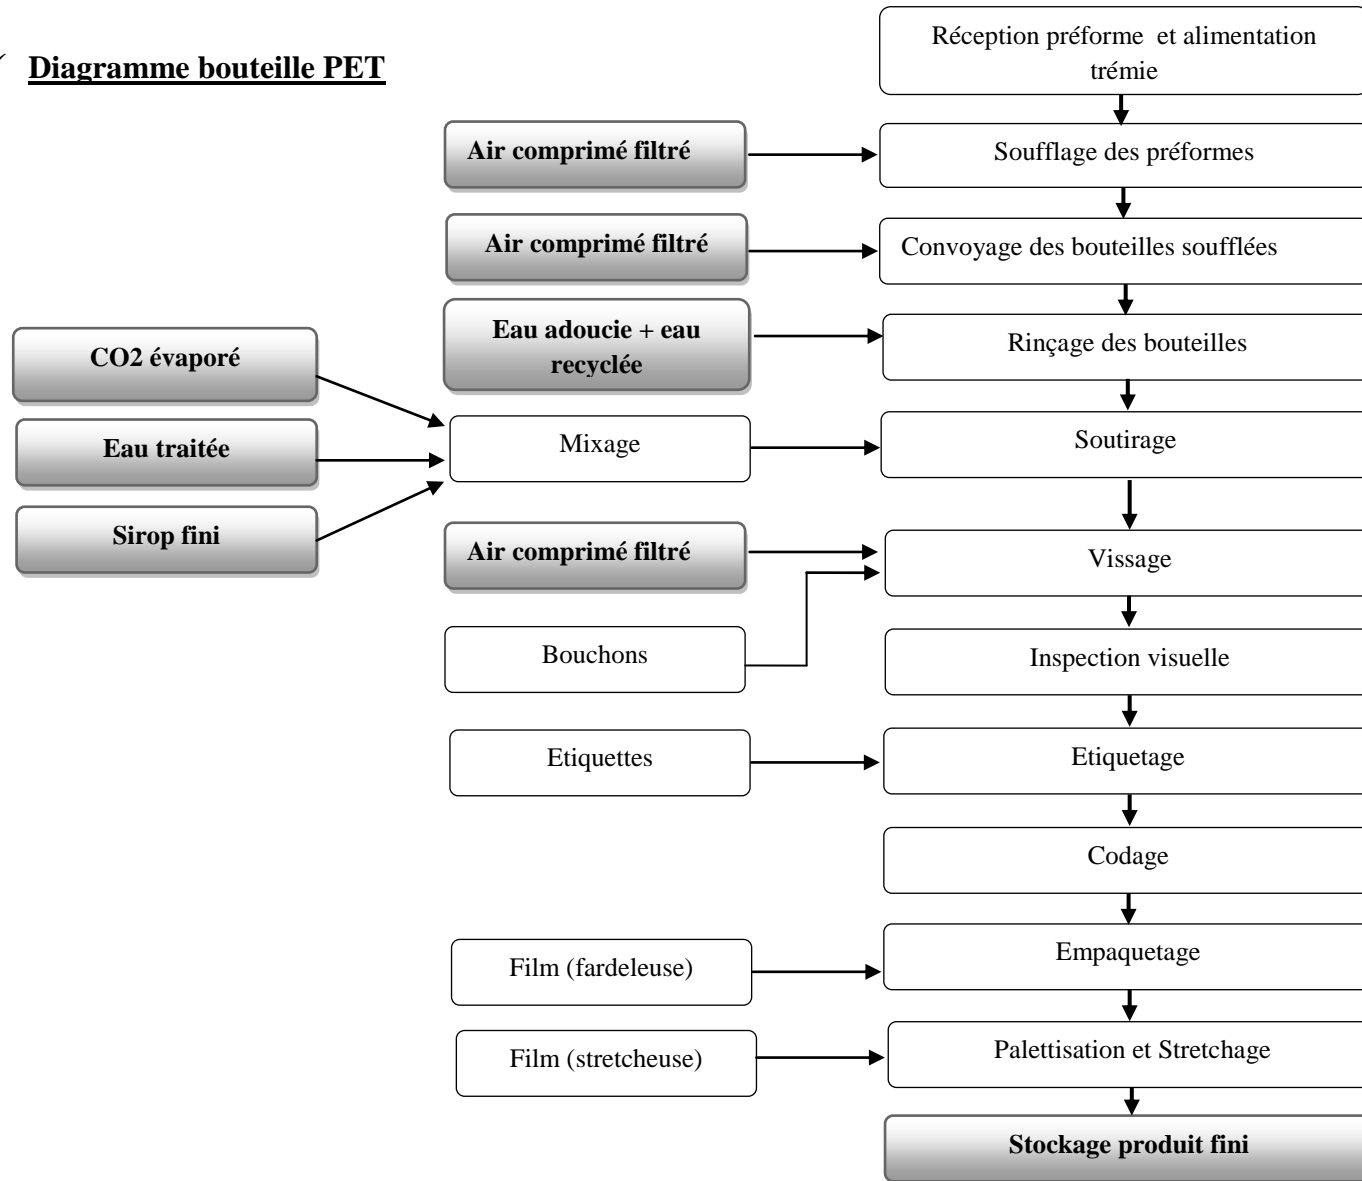 ✓ Diagramme bouteille PET
Réception préforme et alimentation
trémie
Air comprimé filtré
Soufflage des préformes
Air comprimé filtré
Convoyage des bouteilles soufflées
Eau adoucie + eau
recyclée
Rinçage des bouteilles
CO2 évaporé
Eau traitée
Sirop fini
Mixage
Soutirage
Air comprimé filtré
Vissage
Bouchons
Inspection visuelle
Etiquettes
Etiquetage
Codage
Film (fardeleuse)
Empaquetage
Film (stretcheuse)
Palettisation et Stretchage
Stockage produit fini